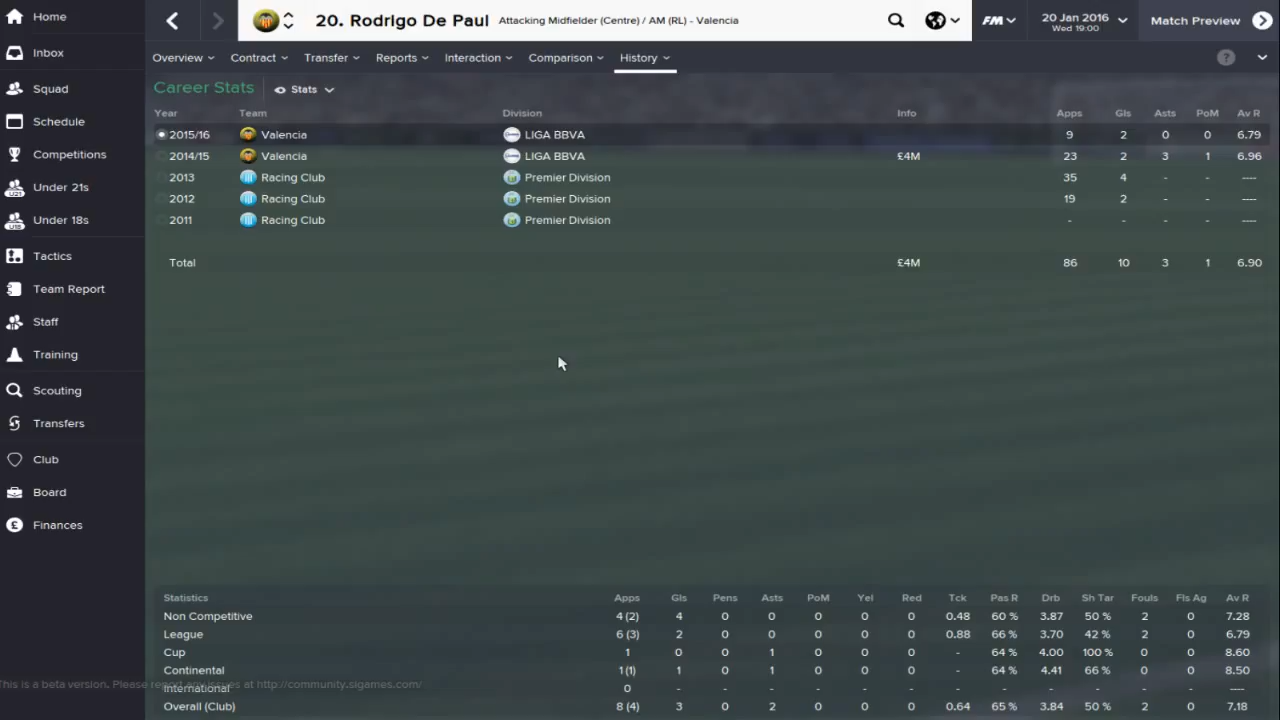 Home
Inbox
Squad
Schedule
Competitions
U21 Under 21s
U18 Under 18s
Tactics
Team Report
Staff
Training
Scouting
Transfers
Club
Board
Finances
20. Rodrigo De Paul Attacking Midfielder (Centre) / AM (RL) - Valencia
FM
20 Jan 2016
Wed 19:00
Match Preview
Overview Contract Transfer Reports Interaction Comparison History ?
Career Stats Stats
Year Team Division Info Apps Gls Asts PoM Av R
2015/16 Valencia LIGA BBVA 9 2 0 0 6.79
2014/15 Valencia LIGA BBVA £4M 23 2 3 1 6.96
2013 Racing Club Premier Division 35 4 - - ----
2012 Racing Club Premier Division 19 2 - - ----
2011 Racing Club Premier Division - - - - ----
Total £4M 86 10 3 1 6.90
Statistics Apps Gls Pens Asts PoM Yel Red Tck Pas R Drb Sh Tar Fouls Fls Ag Av R
Non Competitive 4 (2) 4 0 0 0 0 0 0.48 60 % 3.87 50 % 2 0 7.28
League 6 (3) 2 0 0 0 0 0 0.88 66 % 3.70 42 % 2 0 6.79
Cup 1 0 0 1 0 0 0 - 64 % 4.00 100 % 0 0 8.60
Continental 1 (1) 1 0 1 0 0 0 - 64 % 4.41 66 % 0 0 8.50
This is a beta version. Please report any issues at http://community.sigames.com/
International 0 - - - - - - - - - - - - ----
Overall (Club) 8 (4) 3 0 2 0 0 0 0.64 65 % 3.84 50 % 2 0 7.18